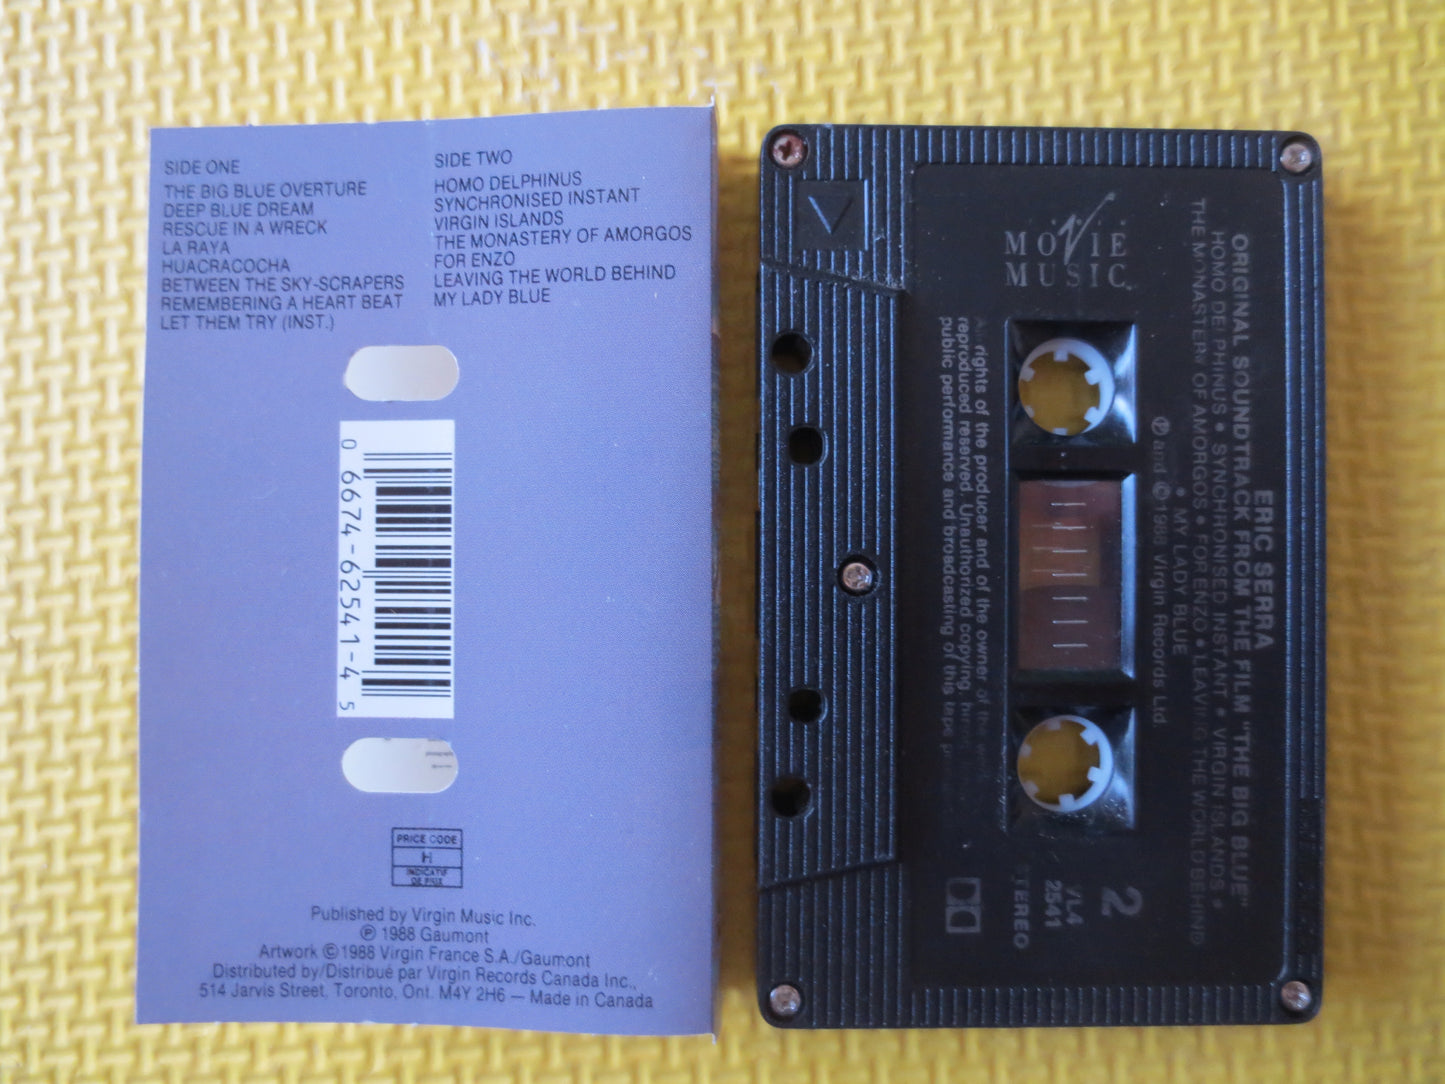 SIDE ONE
THE BIG BLUE OVERTURE
DEEP BLUE DREAM
RESCUE IN A WRECK
LA RAYA
HUACRACOCHA
BETWEEN THE SKY-SCRAPERS
REMEMBERING A HEART BEAT
LET THEM TRY (INST.)
SIDE TWO
HOMO DELPHINUS
SYNCHRONISED INSTANT
VIRGIN ISLANDS
THE MONASTERY OF AMORGOS
FOR ENZO
LEAVING THE WORLD BEHIND
MY LADY BLUE
0 6674-62541-4 5
PRICE CODE
H
INDICATIF
DE PRIX
Published by Virgin Music Inc.
℗ 1988 Gaumont
Artwork ©1988 Virgin France S.A./Gaumont
Distributed by/Distribué par Virgin Records Canada Inc.,
514 Jarvis Street, Toronto, Ont. M4Y 2H6 — Made in Canada
MOVIE
MUSIC
ERIC SERRA
ORIGINAL SOUNDTRACK FROM THE FILM "THE BIG BLUE"
HOMO DELPHINUS • SYNCHRONISED INSTANT • VIRGIN ISLANDS •
THE MONASTERY OF AMORGOS • FOR ENZO • LEAVING THE WORLD BEHIND
• MY LADY BLUE
℗ and ©1988 Virgin Records Ltd.
All rights of the producer and of the owner of the work
reproduced reserved. Unauthorized copying,
public performance and broadcasting of this tape
2
VL4
2541
STEREO